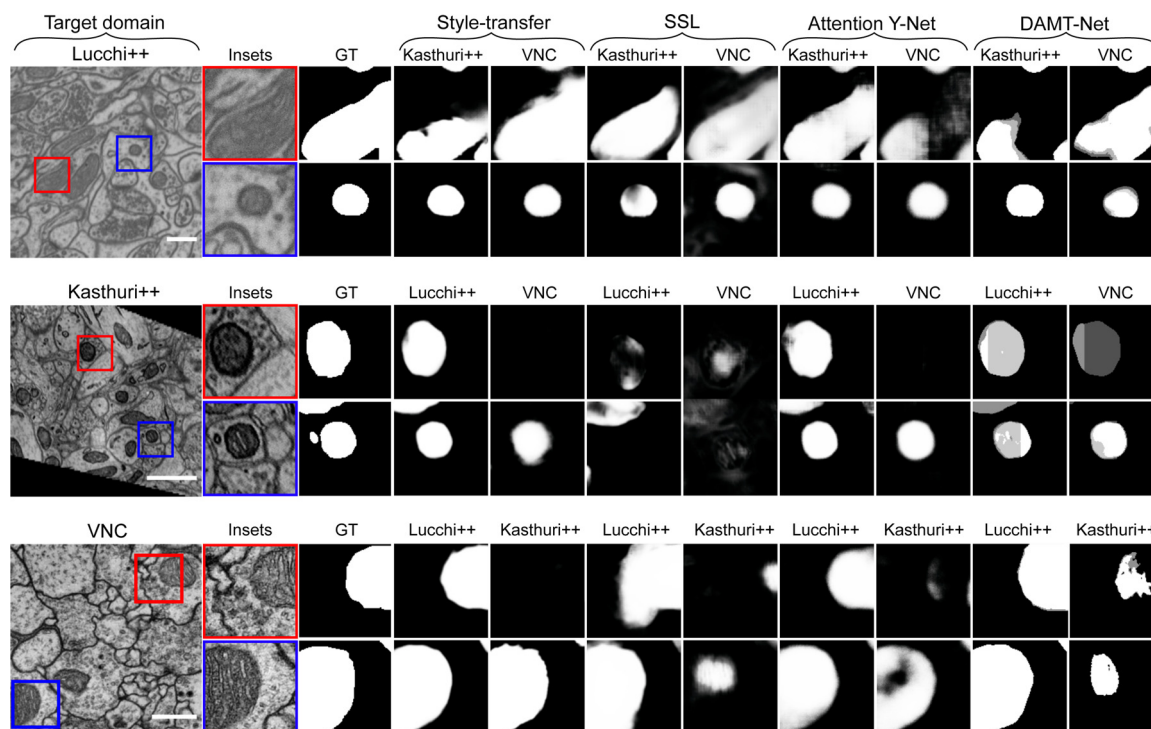 Target domain Style-transfer SSL Attention Y-Net DAMT-Net
Lucchi++ Insets GT Kasthuri++ VNC Kasthuri++ VNC Kasthuri++ VNC Kasthuri++ VNC
Kasthuri++ Insets GT Lucchi++ VNC Lucchi++ VNC Lucchi++ VNC Lucchi++ VNC
VNC Insets GT Lucchi++ Kasthuri++ Lucchi++ Kasthuri++ Lucchi++ Kasthuri++ Lucchi++ Kasthuri++